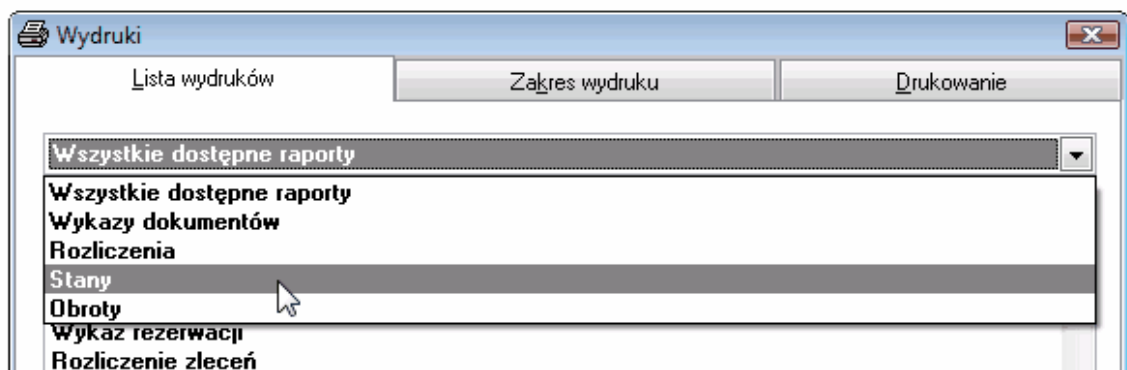 Wydruki
Lista wydruków
Zakres wydruku
Drukowanie
Wszystkie dostępne raporty
Wszystkie dostępne raporty
Wykazy dokumentów
Rozliczenia
Stany
Obroty
Wykaz rezerwacji
Rozliczenie zleceń